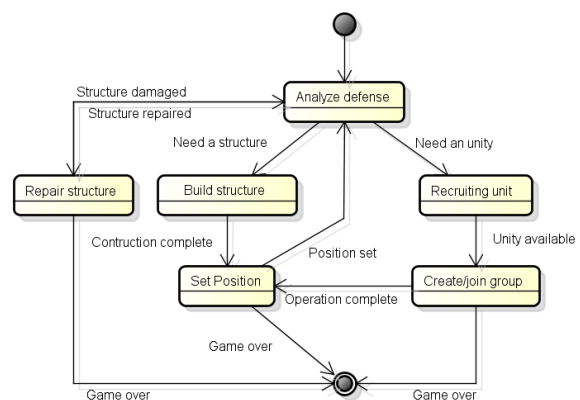 Structure damaged
Analyze defense
Structure repaired
Need a structure
Need an unity
Repair structure
Build structure
Recruiting unit
Contruction complete
Unity available
Position set
Set Position
Create/join group
Operation complete
Game over
Game over
Game over